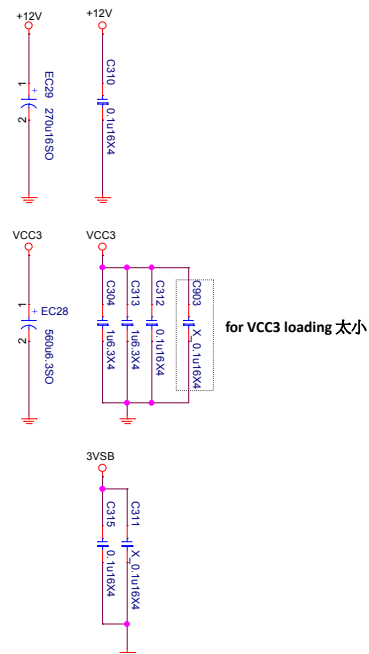 +12V
+12V
1
+
2
EC29
270u16SO
C310
0.1u16X4
VCC3
VCC3
1
+
2
EC28
560u6.3SO
C304
1u6.3X4
C313
1u6.3X4
C312
0.1u16X4
C903
X_0.1u16X4
for VCC3 loading 太小
3VSB
C315
0.1u16X4
C311
X_0.1u16X4